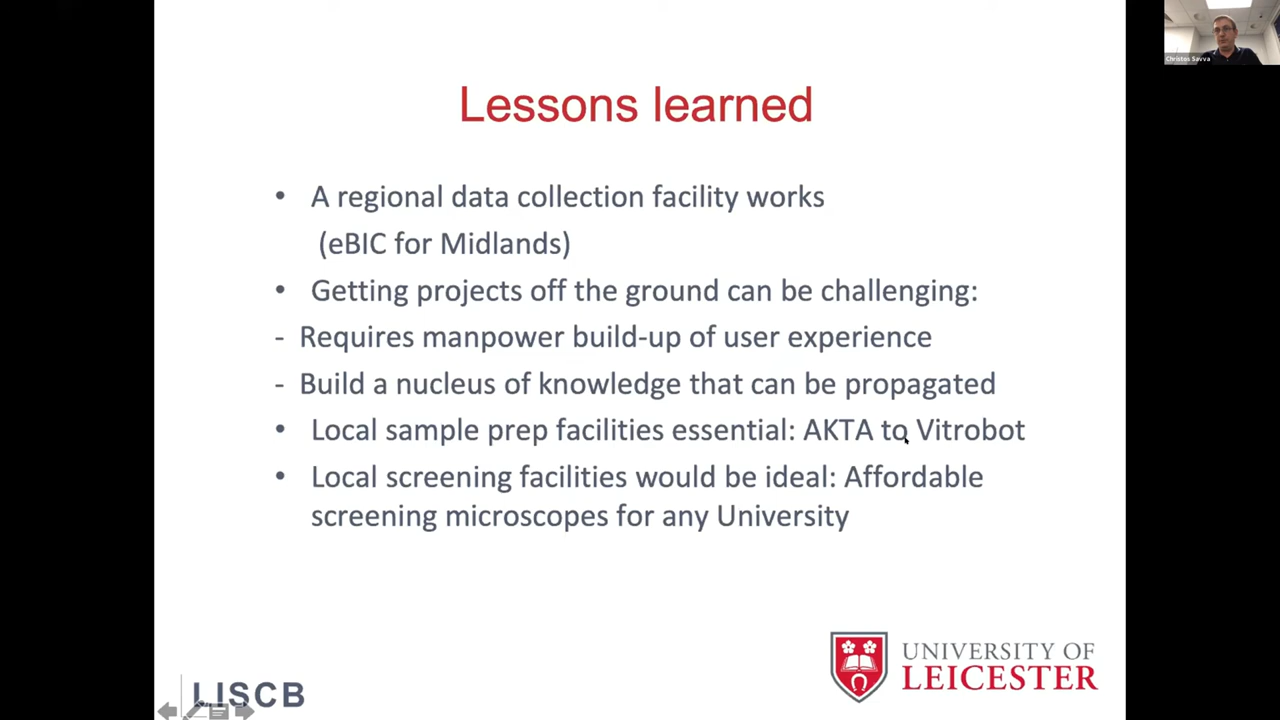 Christos Savva
Lessons learned
• A regional data collection facility works
(eBIC for Midlands)
• Getting projects off the ground can be challenging:
- Requires manpower build-up of user experience
- Build a nucleus of knowledge that can be propagated
• Local sample prep facilities essential: AKTA to Vitrobot
• Local screening facilities would be ideal: Affordable
screening microscopes for any University
LISCB
UNIVERSITY OF
LEICESTER